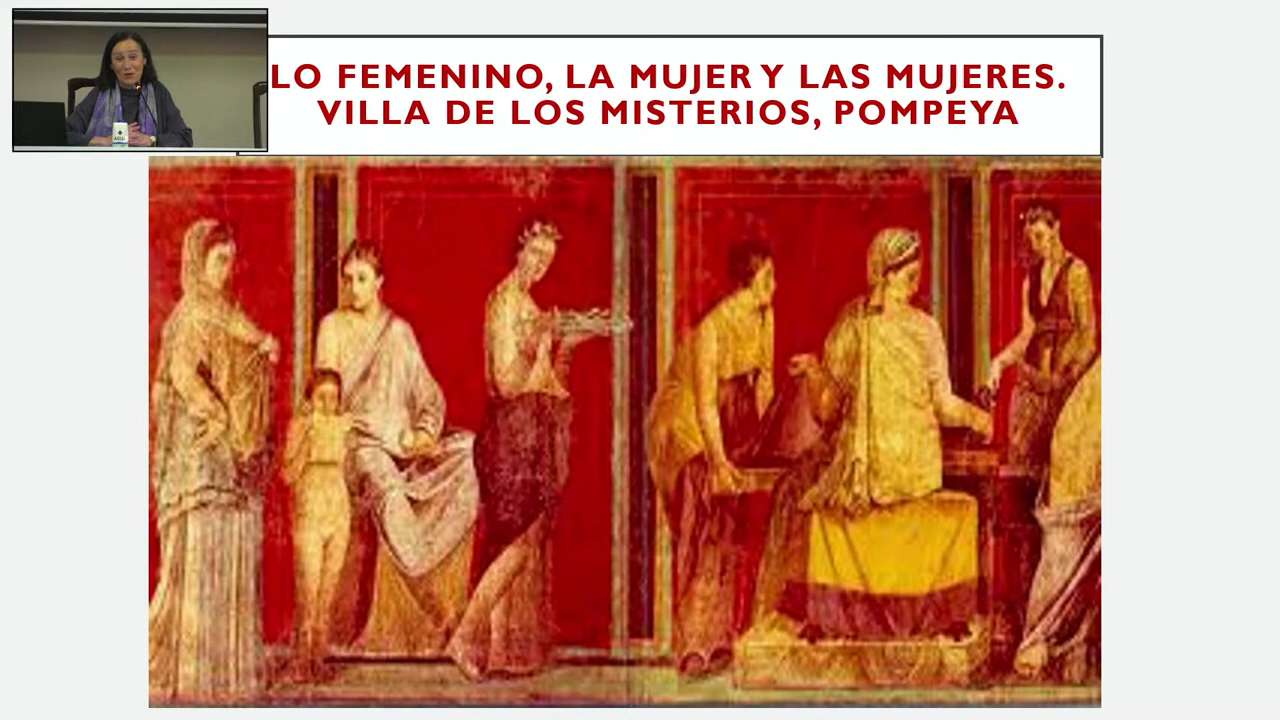 LO FEMENINO, LA MUJER Y LAS MUJERES.
VILLA DE LOS MISTERIOS, POMPEYA